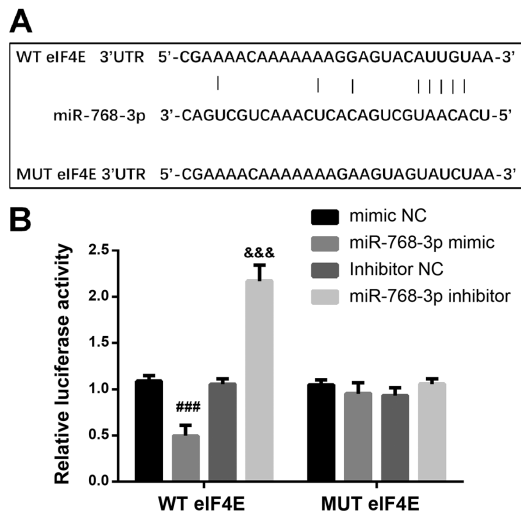 A
WT eIF4E 3'UTR 5'-CGAAAACAAAAAAAGGAGUACAUUGUAA-3'
miR-768-3p 3'-CAGUCGUCAAACUCACAGUCGUAACACU-5'
MUT eIF4E 3'UTR 5'-CGAAAACAAAAAAAGAAGUAGUAUCUAA-3'
B
mimic NC
miR-768-3p mimic
Inhibitor NC
miR-768-3p inhibitor
Relative luciferase activity
2.5
2.0
1.5
1.0
0.5
0.0
###
&&&
WT eIF4E MUT eIF4E